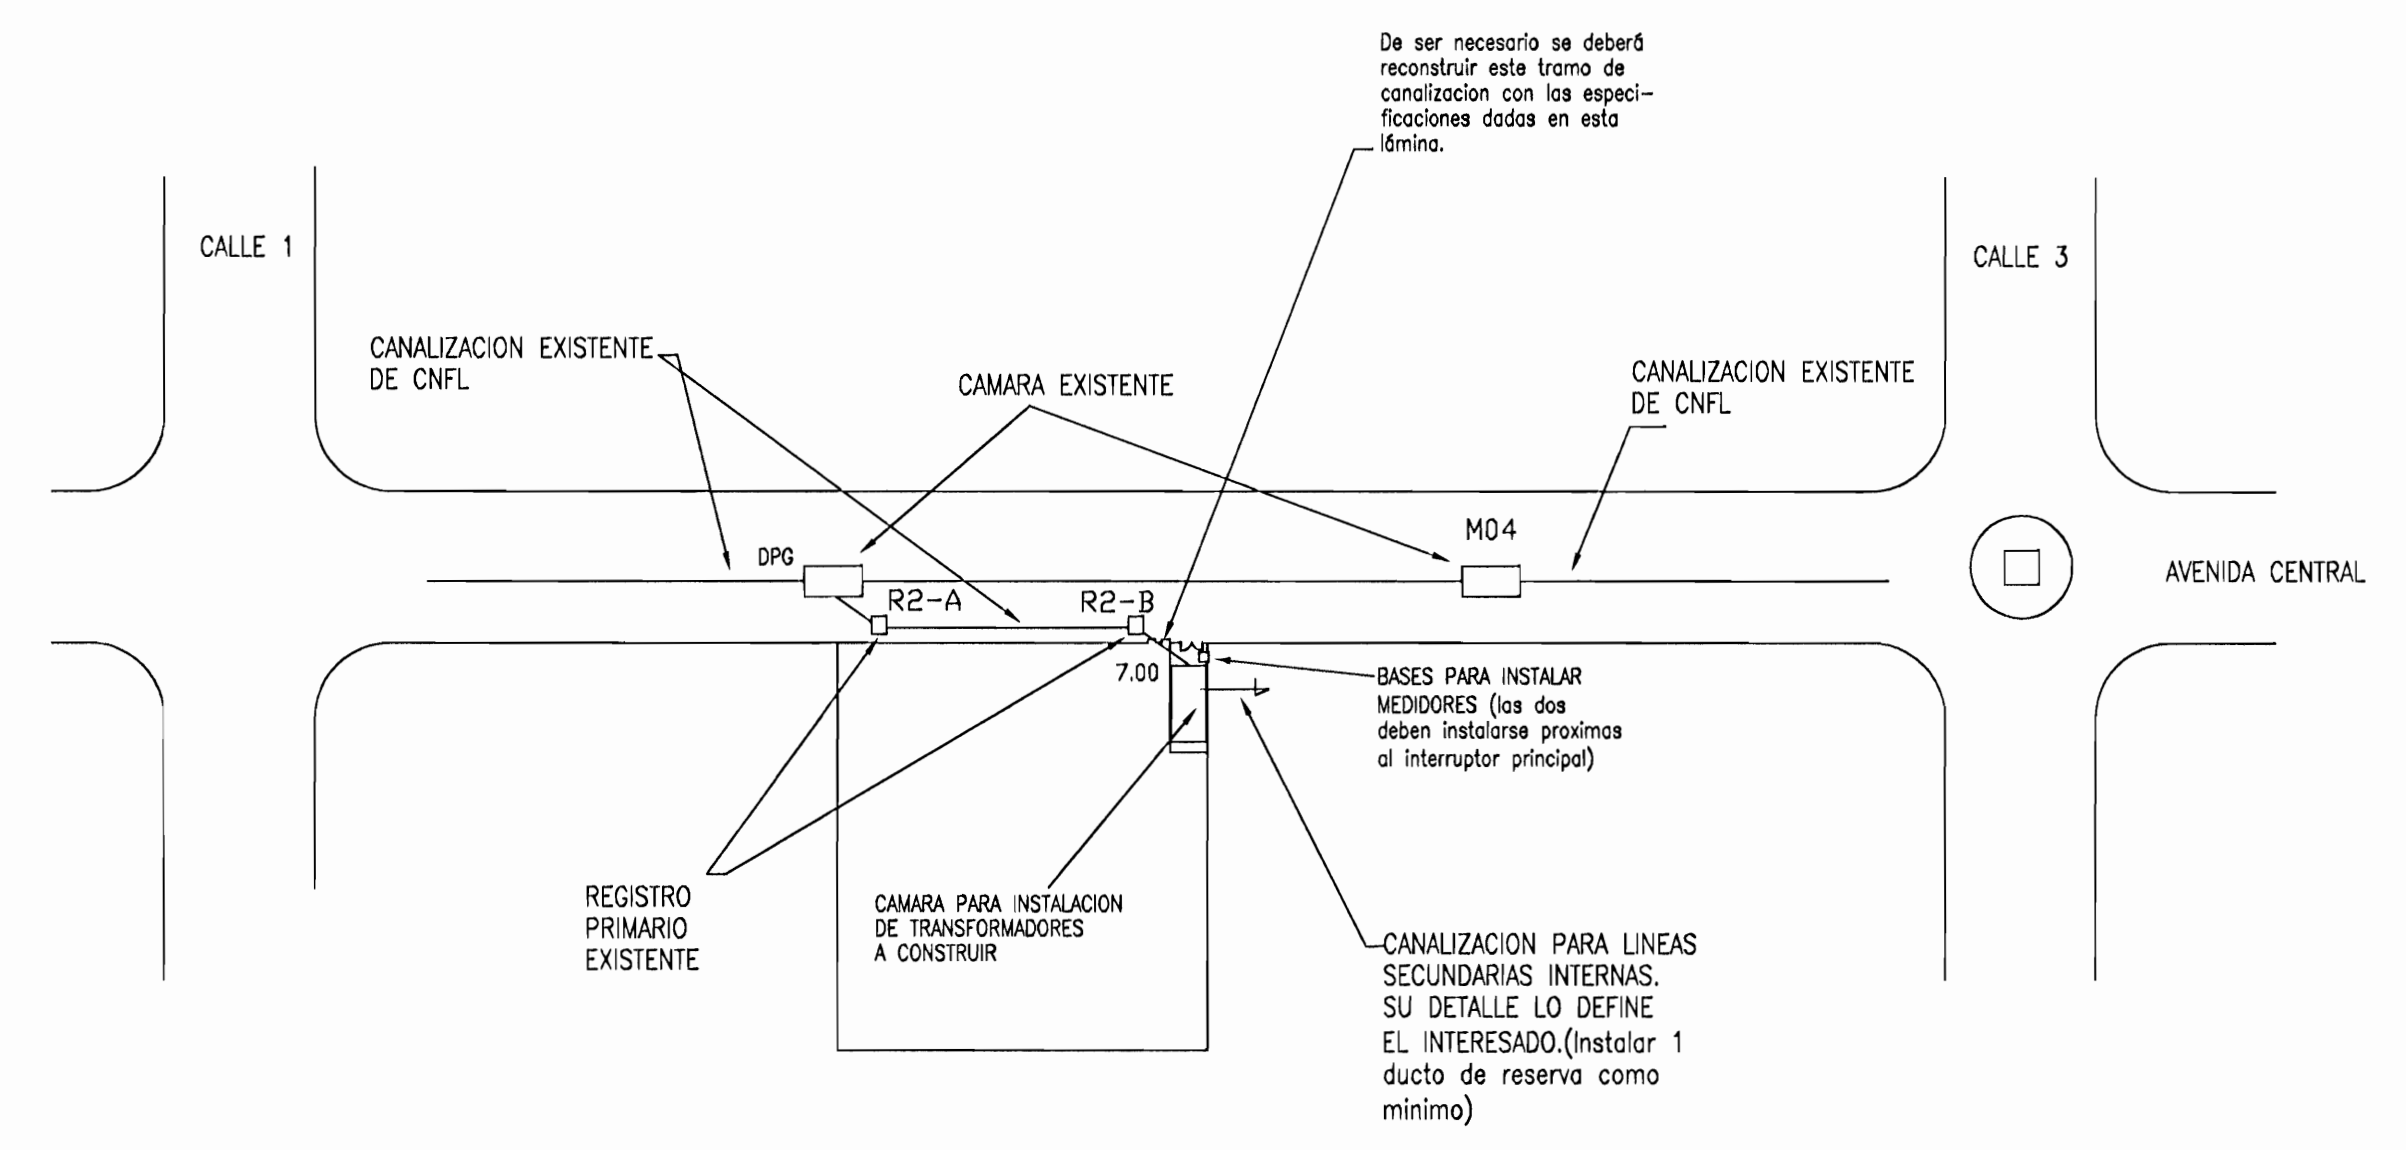 De ser necesario se deberá
reconstruir este tramo de
canalizacion con las especi-
ficaciones dadas en esta
lámina.
CALLE 1
CALLE 3
CANALIZACION EXISTENTE
DE CNFL
CAMARA EXISTENTE
CANALIZACION EXISTENTE
DE CNFL
M04
DPG
AVENIDA CENTRAL
R2-A
R2-B
7.00
BASES PARA INSTALAR
MEDIDORES (las dos
deben instalarse proximas
al interruptor principal)
REGISTRO
PRIMARIO
EXISTENTE
CAMARA PARA INSTALACION
DE TRANSFORMADORES
A CONSTRUIR
CANALIZACION PARA LINEAS
SECUNDARIAS INTERNAS.
SU DETALLE LO DEFINE
EL INTERESADO.(Instalar 1
ducto de reserva como
minimo)